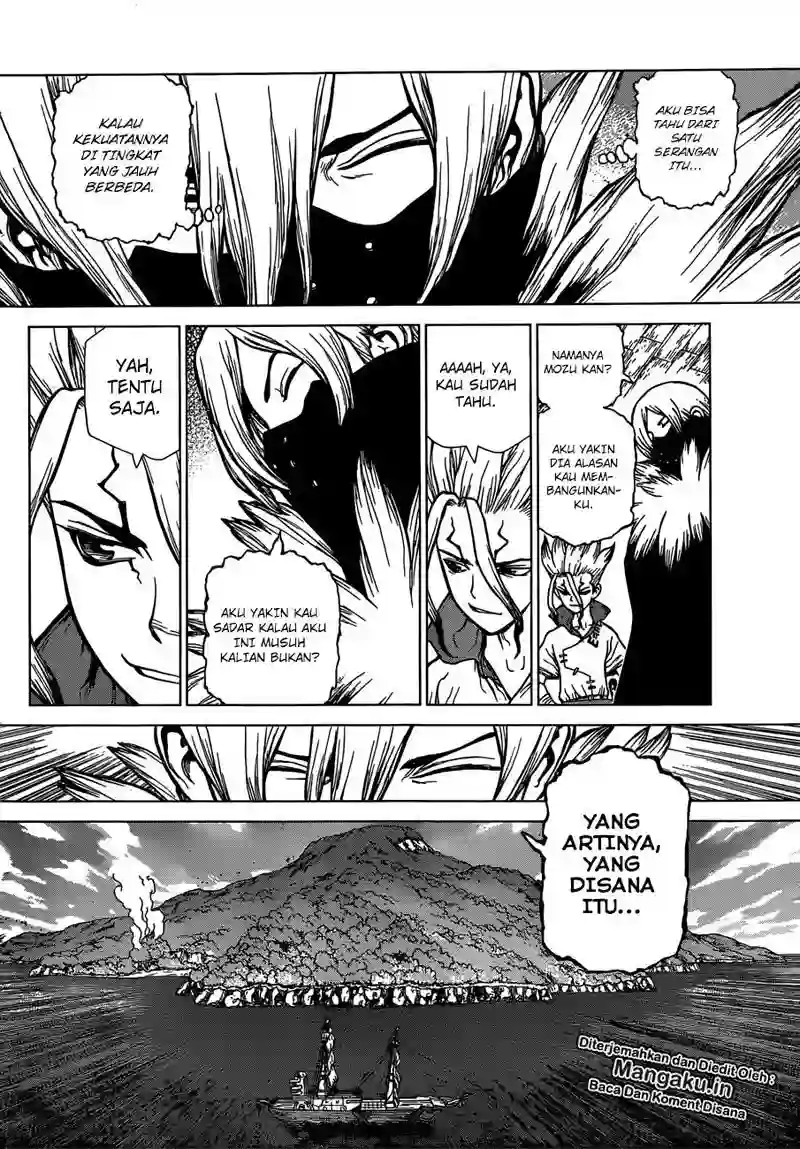 AKU BISA
TAHU DARI
SATU
SERANGAN
ITU...
KALAU
KEKUATANNYA
DI TINGKAT
YANG JAUH
BERBEDA.
NAMANYA
MOZU KAN?
AKU YAKIN
DIA ALASAN
KAU MEM-
BANGUNKAN-
KU.
AAAAH, YA,
KAU SUDAH
TAHU.
AKU YAKIN KAU
SADAR KALAU AKU
INI MUSUH
KALIAN BUKAN?
YAH,
TENTU
SAJA.
YANG
ARTINYA,
YANG
DISANA
ITU...
Diterjemahkan dan Diedit Oleh :
Mangaku.in
Baca Dan Koment Disana